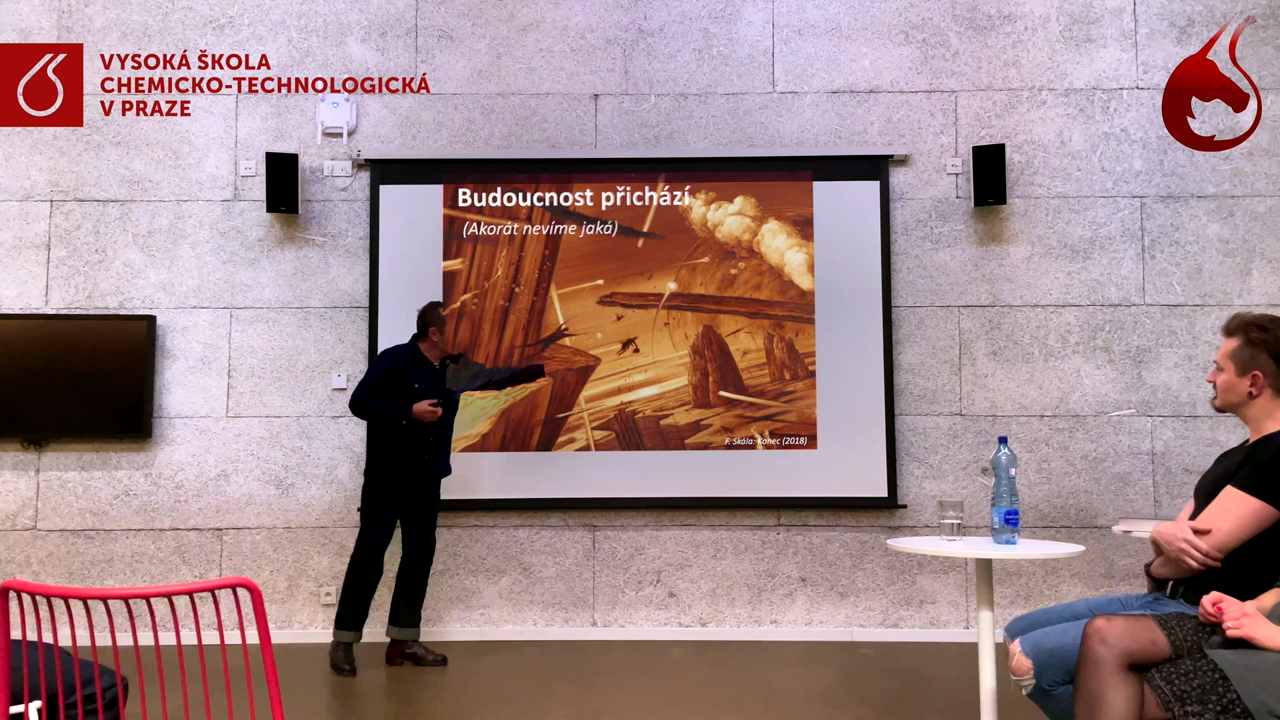 VYSOKÁ ŠKOLA
CHEMICKO-TECHNOLOGICKÁ
V PRAZE
Budoucnost přichází
(Akorát nevíme jaká)
F. Skála: Konec (2018)